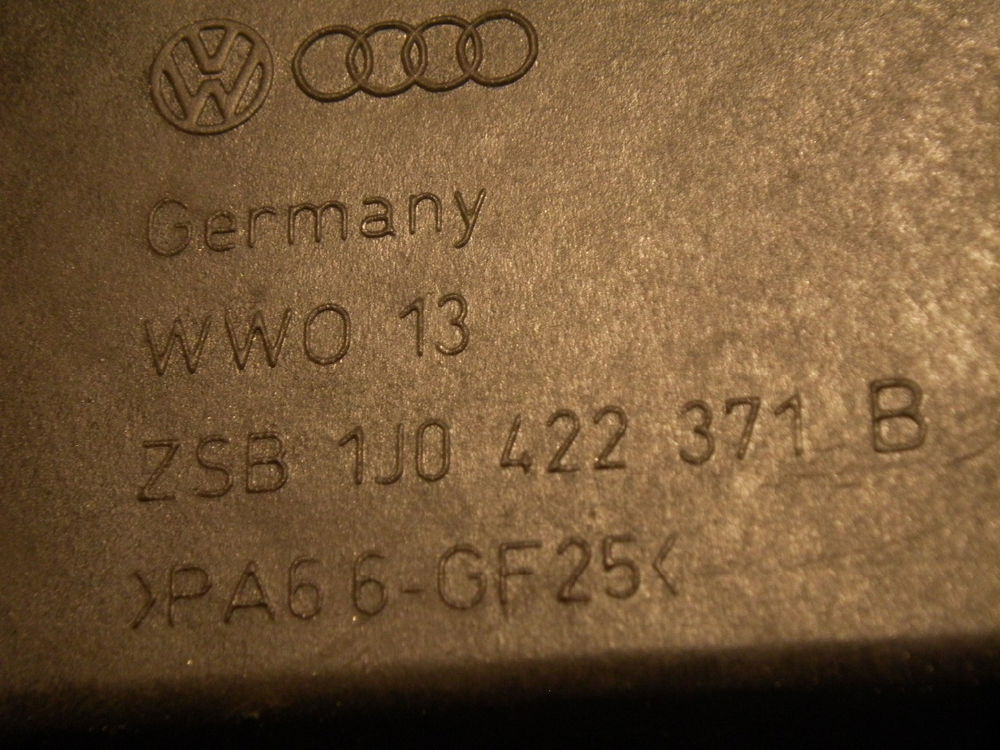 Germany
WWO 13
ZSB 1J0 422 371 B
>PA66-GF25<